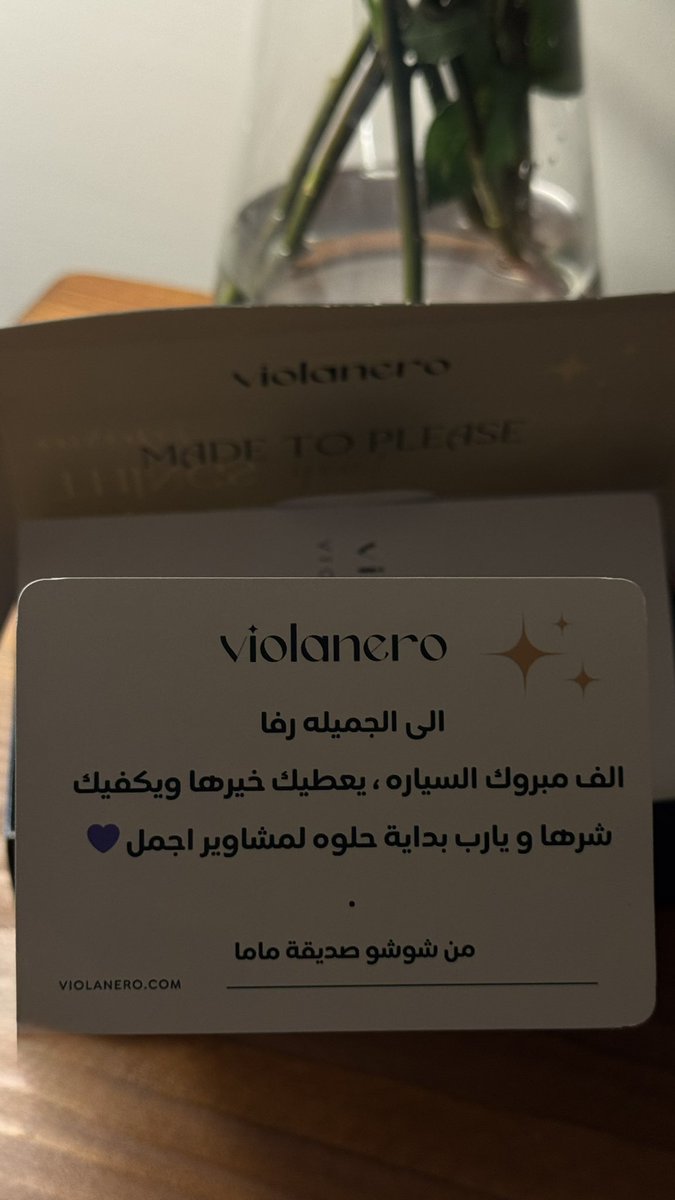 violanero
MADE TO PLEASE
violanero
الى الجميله رفا
الف مبروك السياره ، يعطيك خيرها ويكفيك
شرها و يارب بداية حلوه لمشاوير اجمل 💜
.
من شوشو صديقة ماما
VIOLANERO.COM